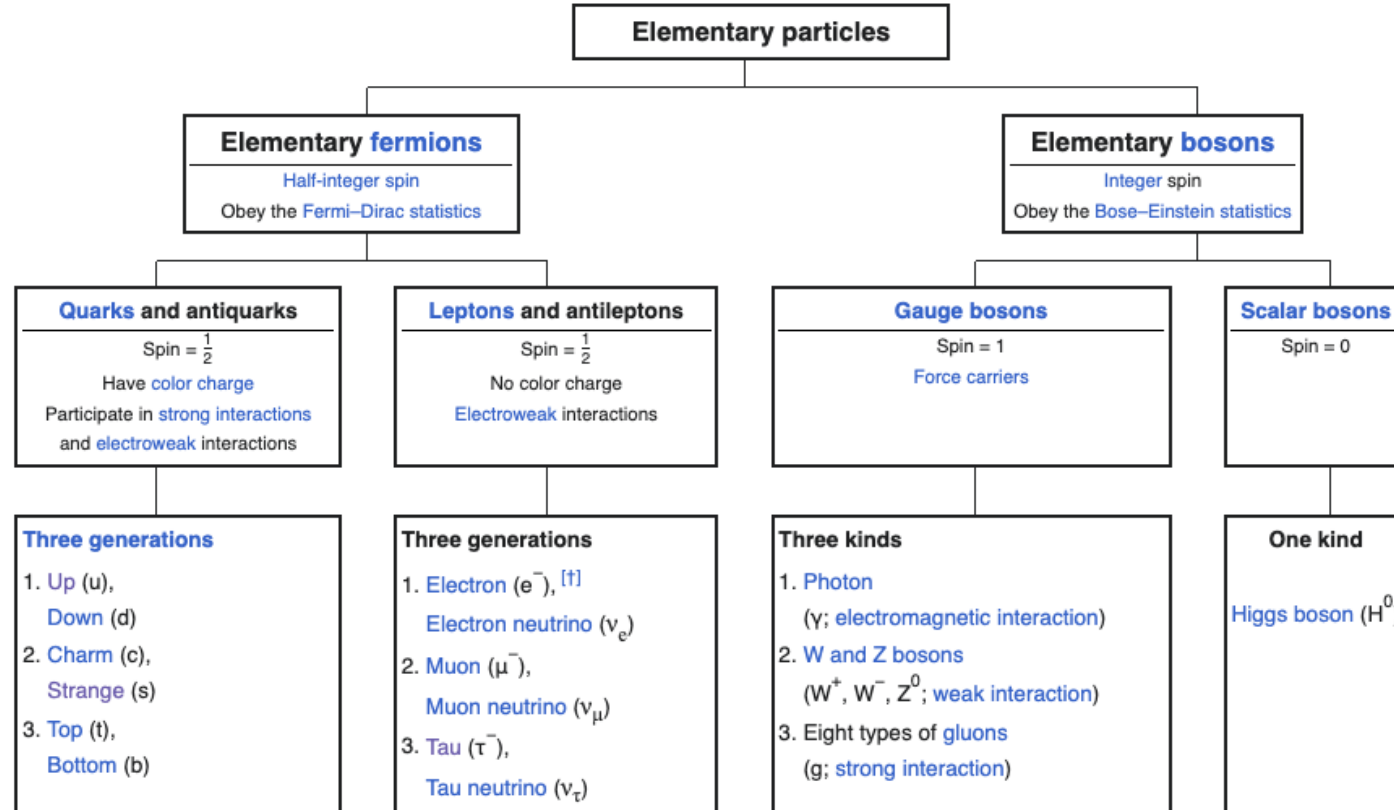 Elementary particles
Elementary fermions
Half-integer spin
Obey the Fermi–Dirac statistics
Elementary bosons
Integer spin
Obey the Bose–Einstein statistics
Quarks and antiquarks
Spin = 1/2
Have color charge
Participate in strong interactions
and electroweak interactions
Leptons and antileptons
Spin = 1/2
No color charge
Electroweak interactions
Gauge bosons
Spin = 1
Force carriers
Scalar bosons
Spin = 0
Three generations
1. Up (u),
Down (d)
2. Charm (c),
Strange (s)
3. Top (t),
Bottom (b)
Three generations
1. Electron (e⁻), [†]
Electron neutrino (νₑ)
2. Muon (μ⁻),
Muon neutrino (ν_μ)
3. Tau (τ⁻),
Tau neutrino (ν_τ)
Three kinds
1. Photon
(γ; electromagnetic interaction)
2. W and Z bosons
(W⁺, W⁻, Z⁰; weak interaction)
3. Eight types of gluons
(g; strong interaction)
One kind
Higgs boson (H⁰